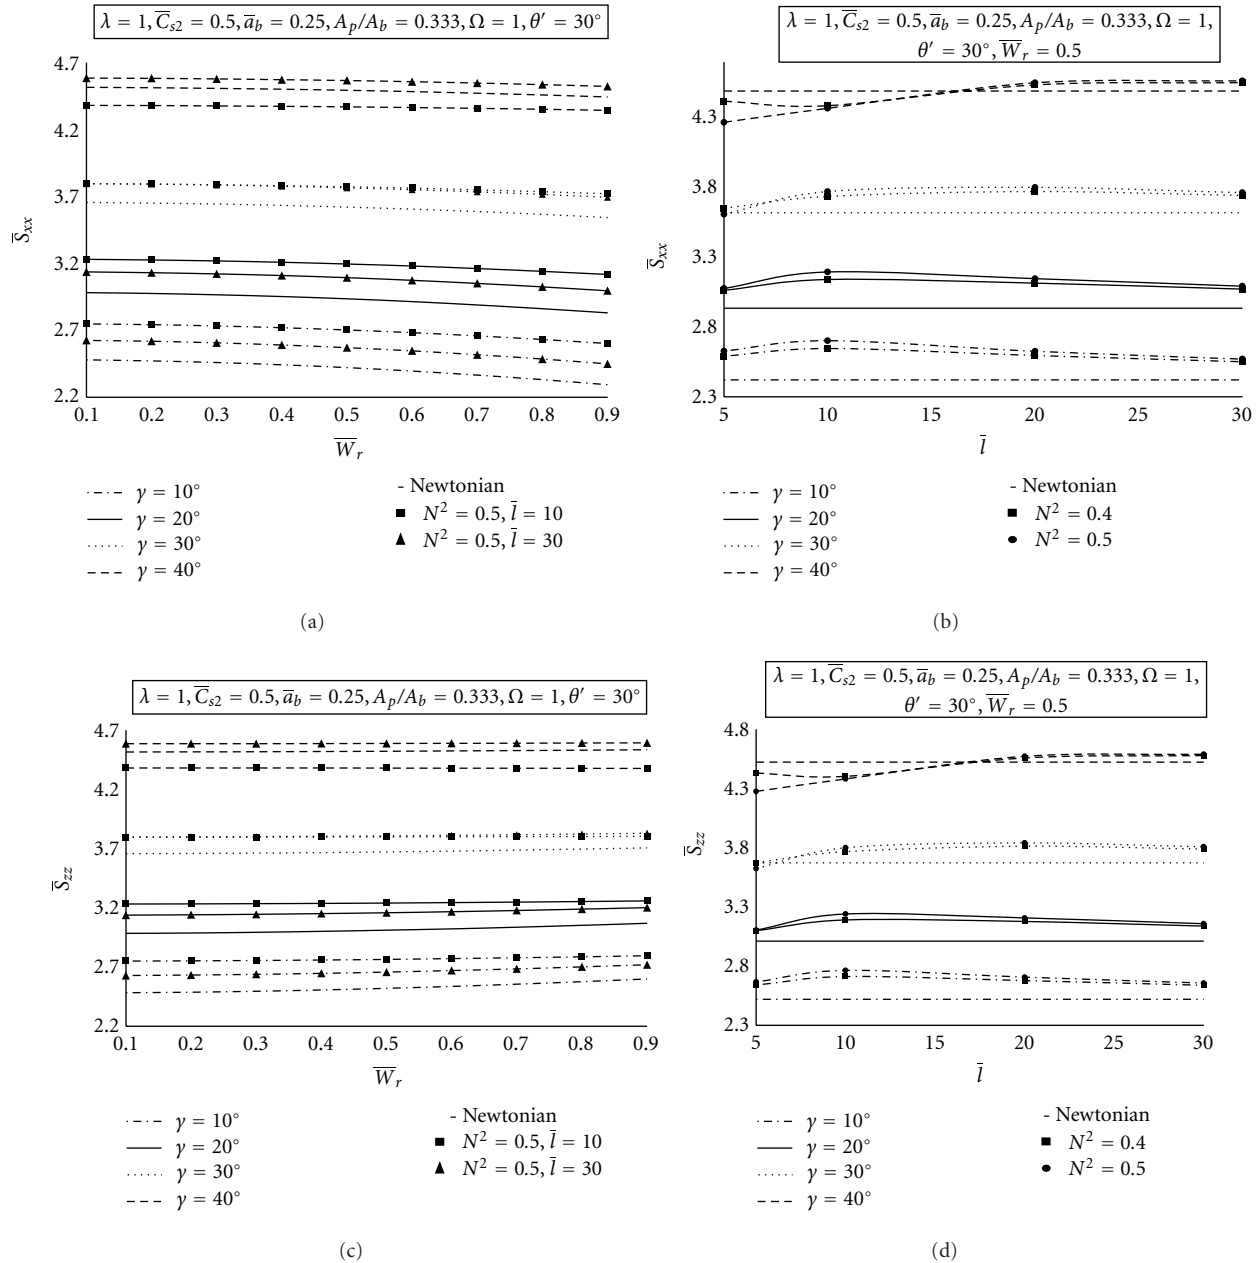 λ = 1, C̅s2 = 0.5, a̅b = 0.25, Ap/Ab = 0.333, Ω = 1, θ′ = 30°
4.7
4.2
3.7
3.2
2.7
2.2
S̅xx
0.1 0.2 0.3 0.4 0.5 0.6 0.7 0.8 0.9
W̅r
γ = 10°
γ = 20°
γ = 30°
γ = 40°
- Newtonian
N² = 0.5, l̅ = 10
N² = 0.5, l̅ = 30
(a)
λ = 1, C̅s2 = 0.5, a̅b = 0.25, Ap/Ab = 0.333, Ω = 1,
θ′ = 30°, W̅r = 0.5
4.3
3.8
3.3
2.8
2.3
S̅xx
5 10 15 20 25 30
l̅
γ = 10°
γ = 20°
γ = 30°
γ = 40°
- Newtonian
N² = 0.4
N² = 0.5
(b)
λ = 1, C̅s2 = 0.5, a̅b = 0.25, Ap/Ab = 0.333, Ω = 1, θ′ = 30°
4.7
4.2
3.7
3.2
2.7
2.2
S̅zz
0.1 0.2 0.3 0.4 0.5 0.6 0.7 0.8 0.9
W̅r
γ = 10°
γ = 20°
γ = 30°
γ = 40°
- Newtonian
N² = 0.5, l̅ = 10
N² = 0.5, l̅ = 30
(c)
λ = 1, C̅s2 = 0.5, a̅b = 0.25, Ap/Ab = 0.333, Ω = 1,
θ′ = 30°, W̅r = 0.5
4.8
4.3
3.8
3.3
2.8
2.3
S̅zz
5 10 15 20 25 30
l̅
γ = 10°
γ = 20°
γ = 30°
γ = 40°
- Newtonian
N² = 0.4
N² = 0.5
(d)